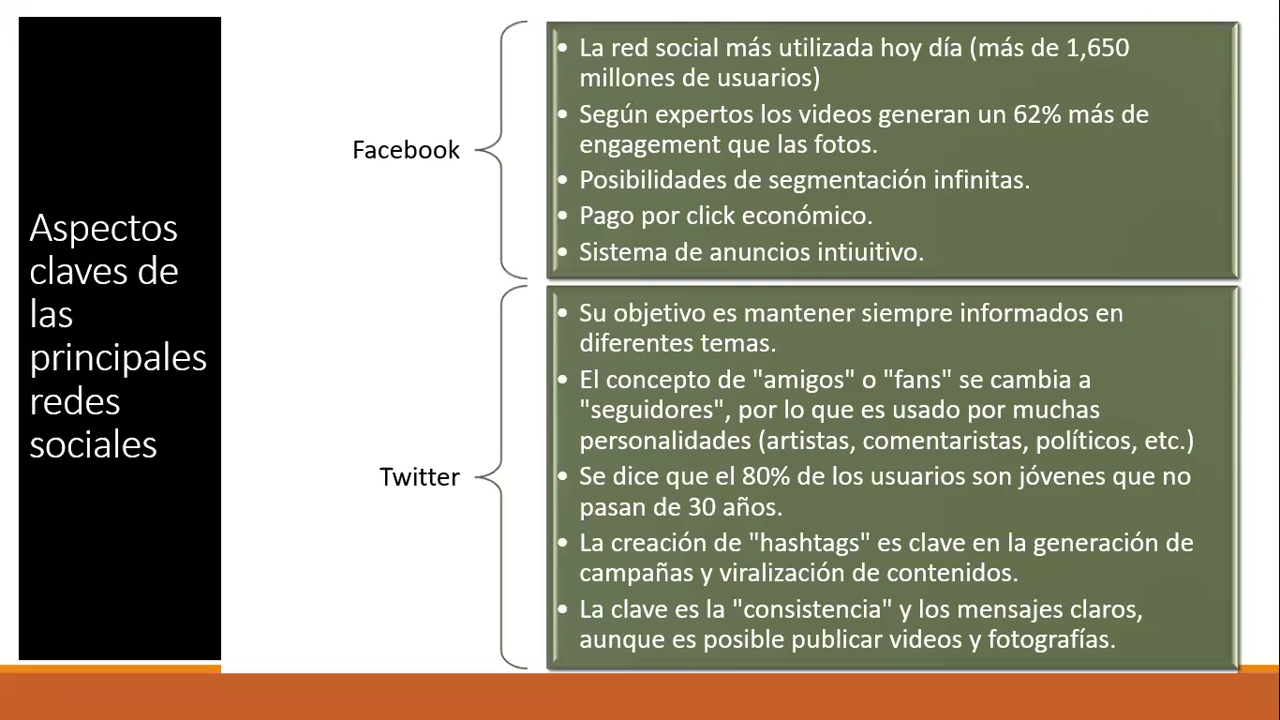 Aspectos
claves de
las
principales
redes
sociales
Facebook
• La red social más utilizada hoy día (más de 1,650
millones de usuarios)
• Según expertos los videos generan un 62% más de
engagement que las fotos.
• Posibilidades de segmentación infinitas.
• Pago por click económico.
• Sistema de anuncios intiuitivo.
Twitter
• Su objetivo es mantener siempre informados en
diferentes temas.
• El concepto de "amigos" o "fans" se cambia a
"seguidores", por lo que es usado por muchas
personalidades (artistas, comentaristas, políticos, etc.)
• Se dice que el 80% de los usuarios son jóvenes que no
pasan de 30 años.
• La creación de "hashtags" es clave en la generación de
campañas y viralización de contenidos.
• La clave es la "consistencia" y los mensajes claros,
aunque es posible publicar videos y fotografías.